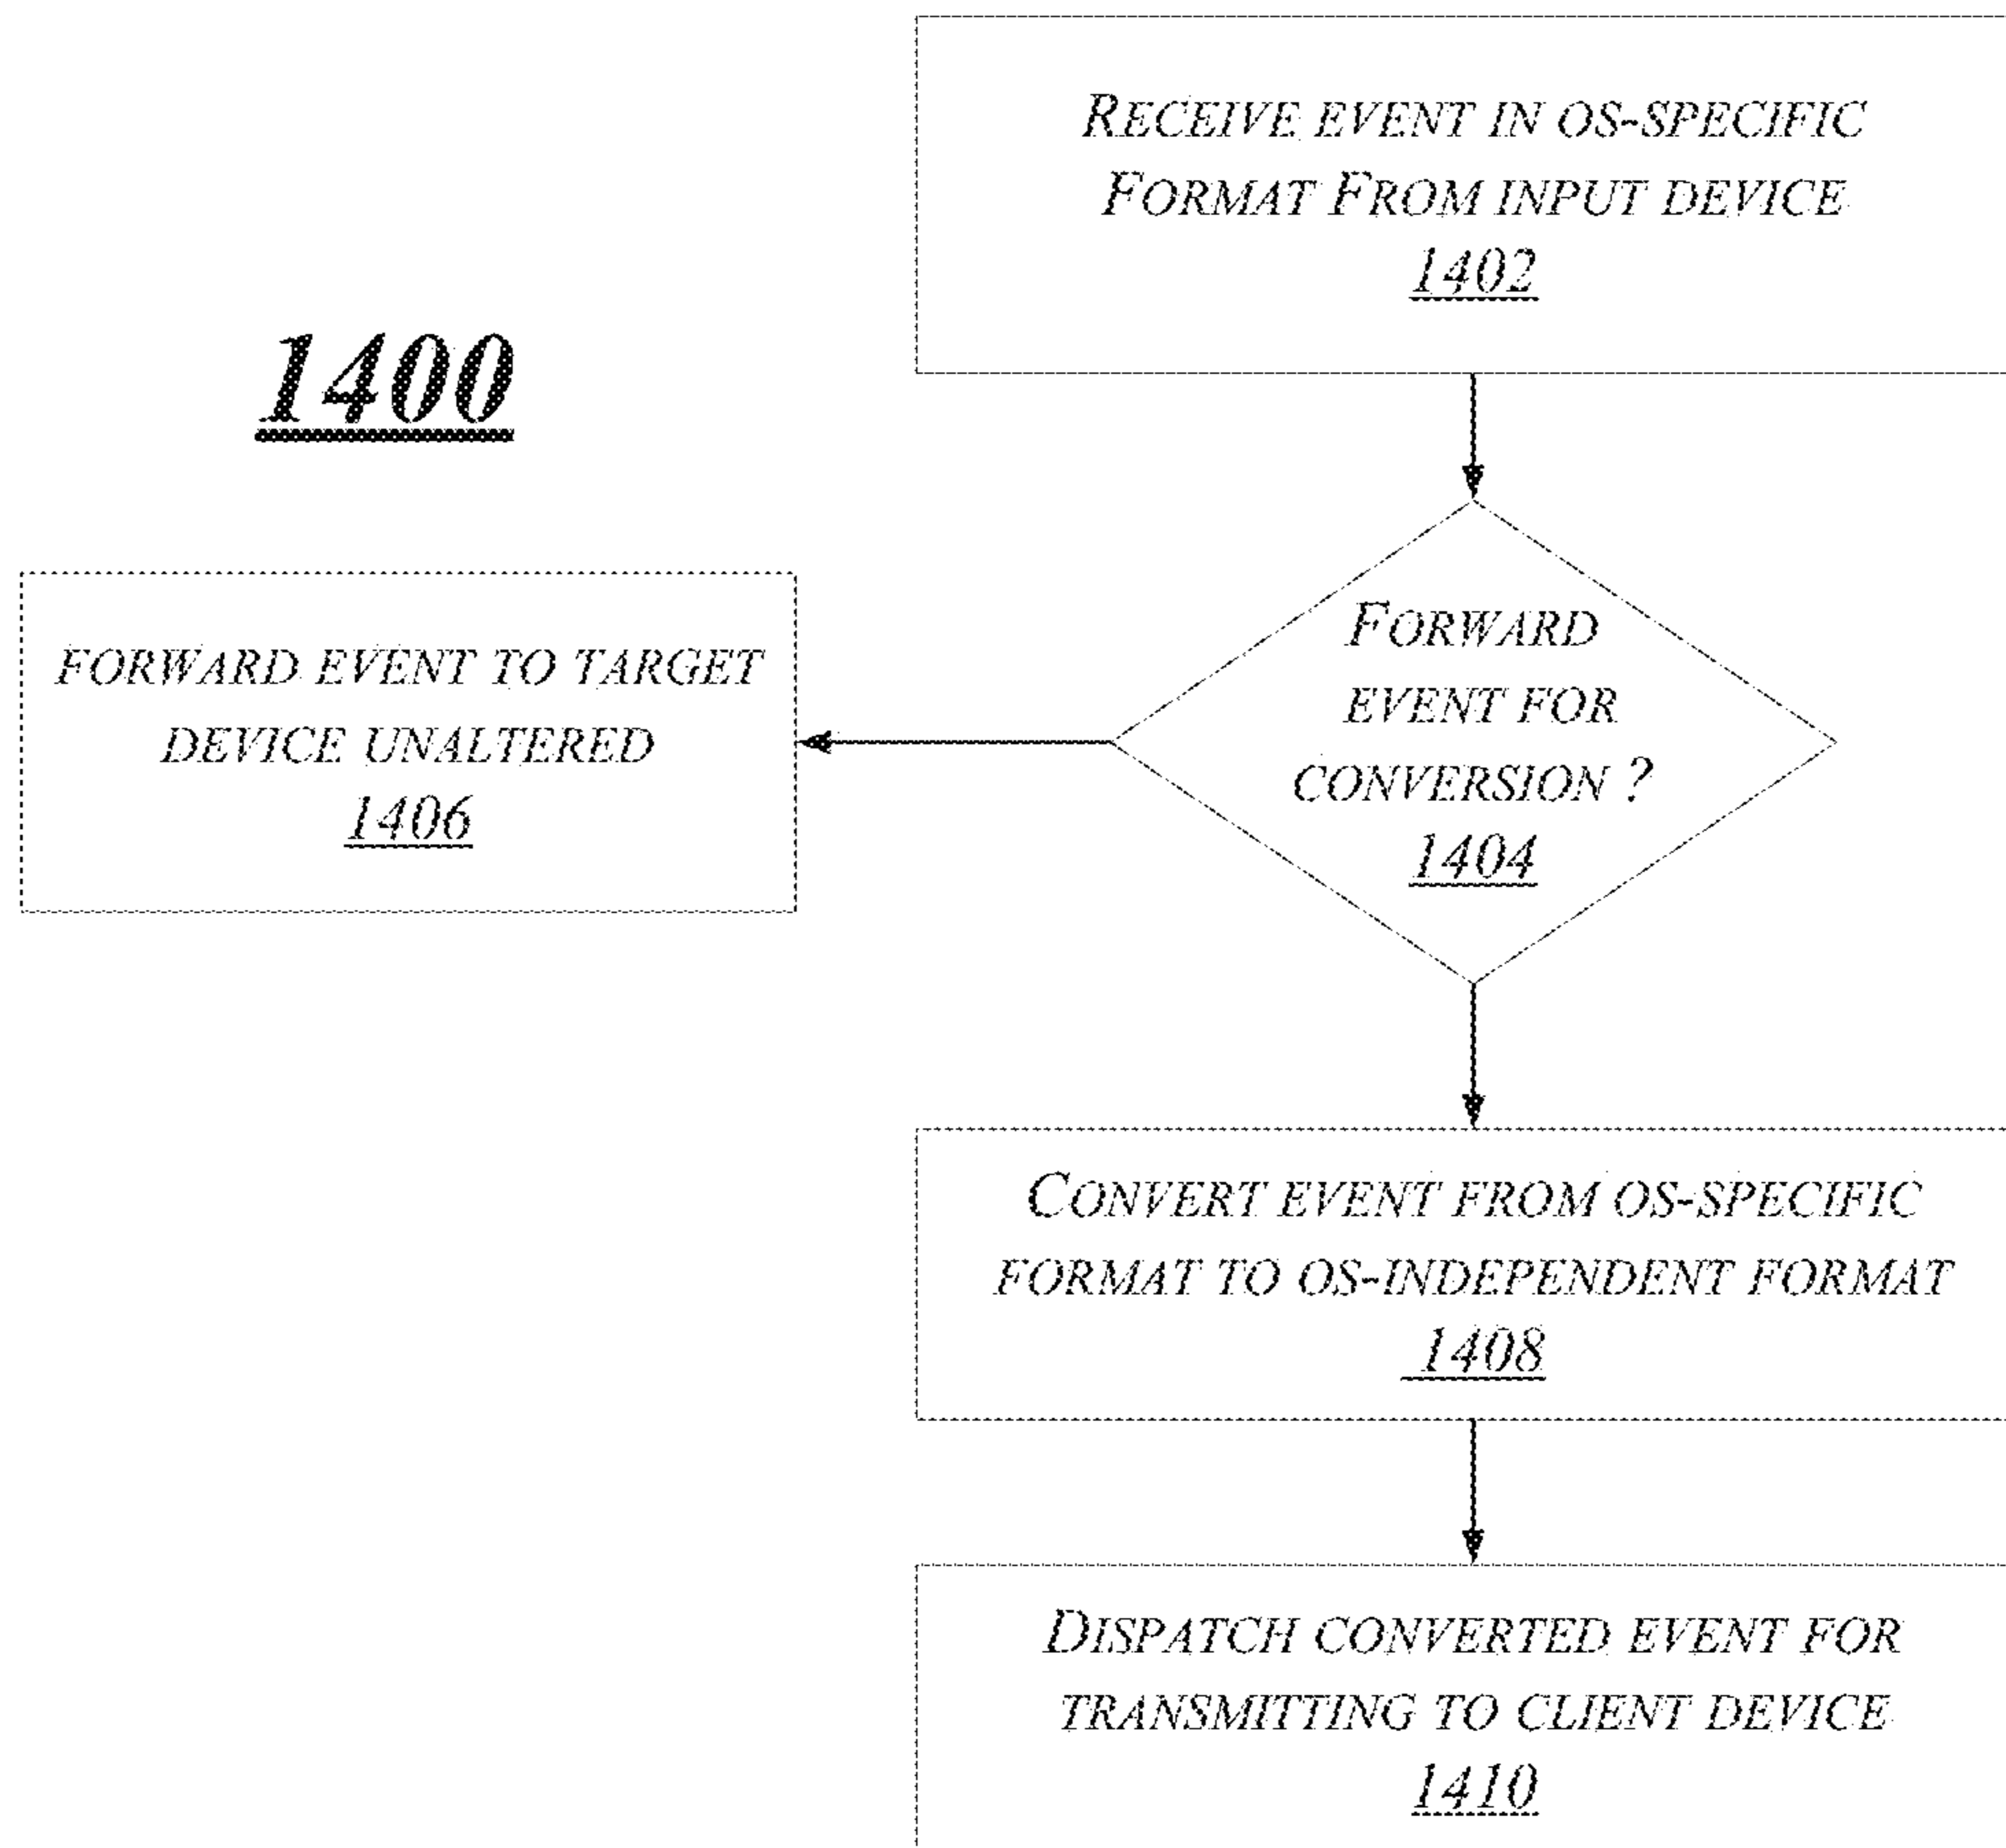 RECEIVE EVENT IN OS-SPECIFIC
FORMAT FROM INPUT DEVICE
1402
1400
FORWARD
EVENT FOR
CONVERSION ?
1404
FORWARD EVENT TO TARGET
DEVICE UNALTERED
1406
CONVERT EVENT FROM OS-SPECIFIC
FORMAT TO OS-INDEPENDENT FORMAT
1408
DISPATCH CONVERTED EVENT FOR
TRANSMITTING TO CLIENT DEVICE
1410